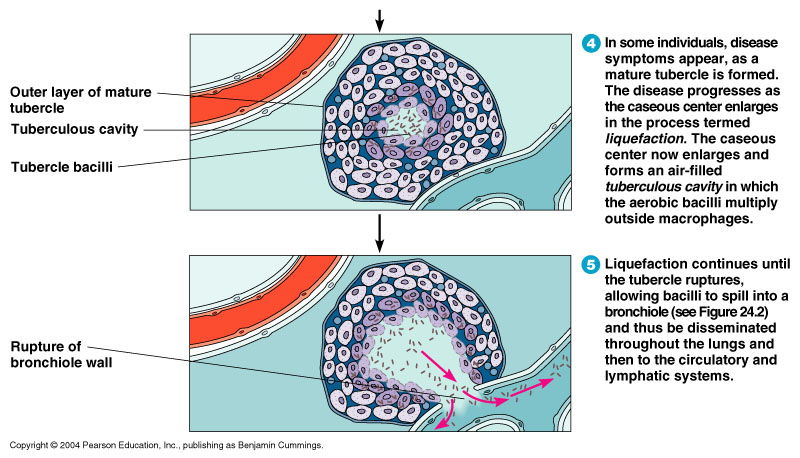 4 In some individuals, disease
symptoms appear, as a
mature tubercle is formed.
The disease progresses as
the caseous center enlarges
in the process termed
liquefaction. The caseous
center now enlarges and
forms an air-filled
tuberculous cavity in which
the aerobic bacilli multiply
outside macrophages.
Outer layer of mature
tubercle
Tuberculous cavity
Tubercle bacilli
5 Liquefaction continues until
the tubercle ruptures,
allowing bacilli to spill into a
bronchiole (see Figure 24.2)
and thus be disseminated
throughout the lungs and
then to the circulatory and
lymphatic systems.
Rupture of
bronchiole wall
Copyright © 2004 Pearson Education, Inc., publishing as Benjamin Cummings.